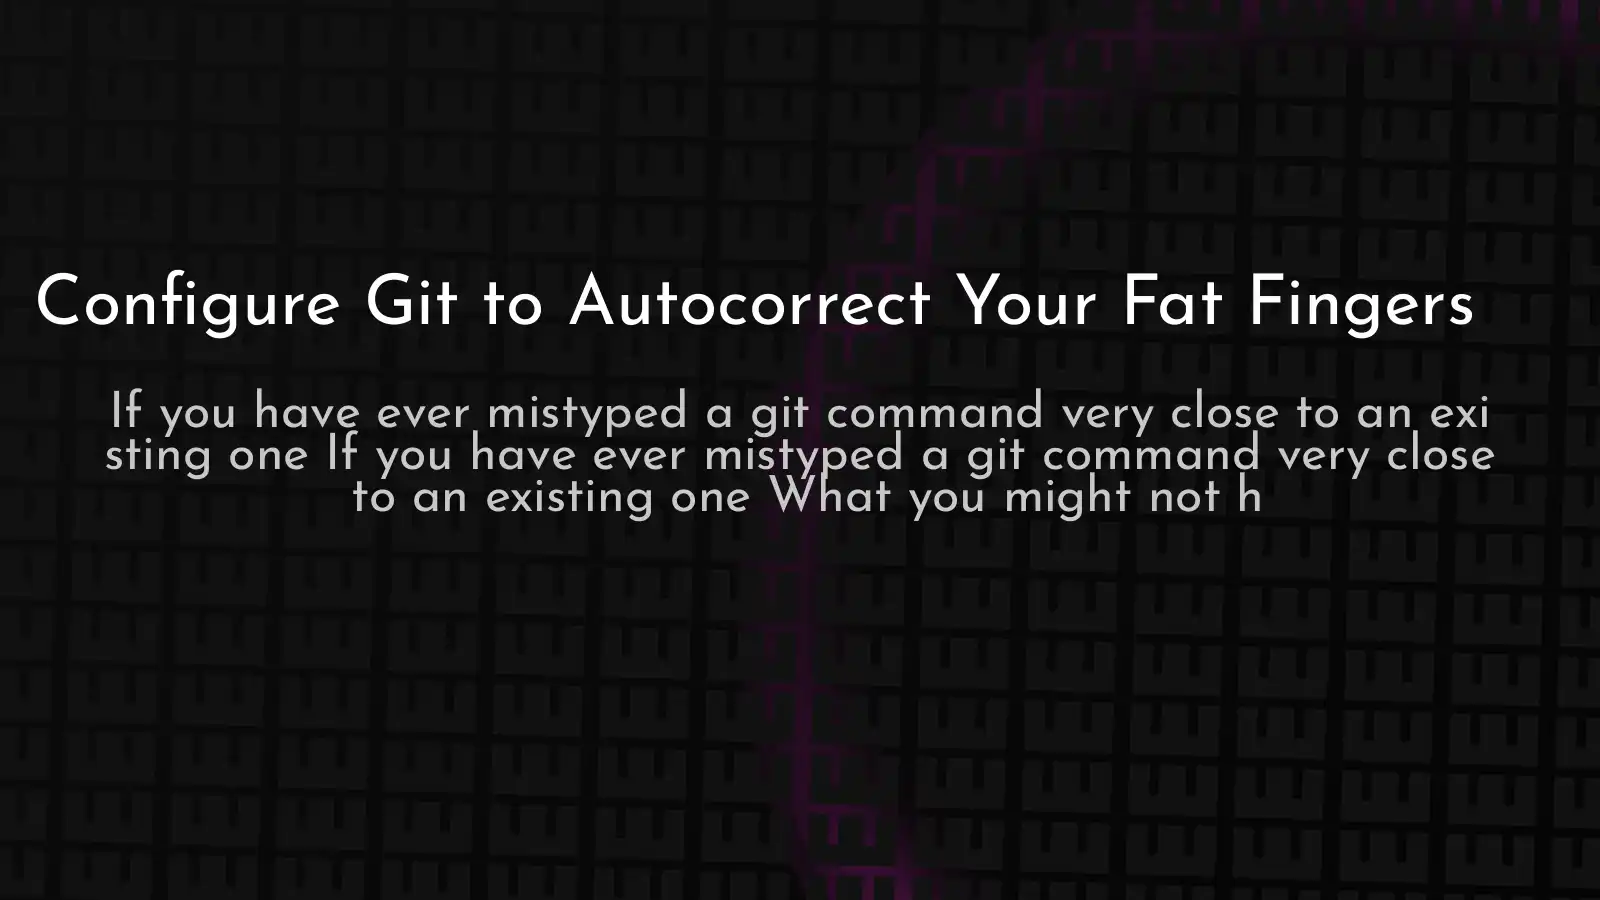 Configure Git to Autocorrect Your Fat Fingers
If you have ever mistyped a git command very close to an exi
sting one If you have ever mistyped a git command very close
to an existing one What you might not h